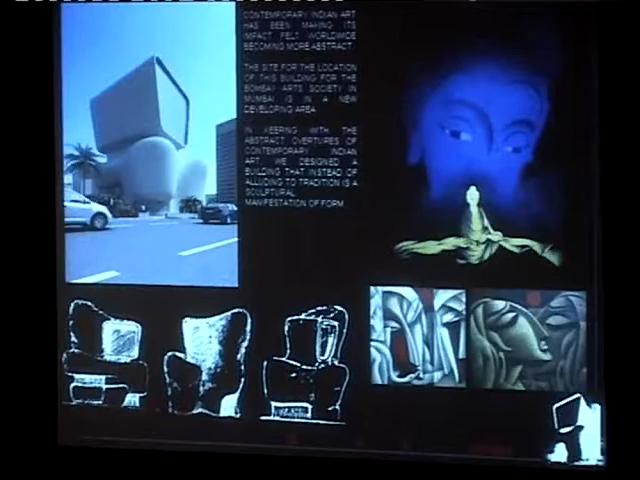 CONTEMPORARY INDIAN ART
HAS BEEN MAKING ITS
IMPACT FELT WORLDWIDE
BECOMING MORE ABSTRACT
THE SITE FOR THE LOCATION
OF THIS BUILDING FOR THE
BOMBAY ARTS SOCIETY IN
MUMBAI IS IN A NEW
DEVELOPING AREA
IN KEERING WITH THE
ABSTRACT OVERTURES OF
CONTEMPORARY INDIAN
ART WE DESIGNED A
BUILDING THAT INSTEAD OF
ALLUDING TO TRADITION IS A
SCULPTURAL
MANIFESTATION OF FORM